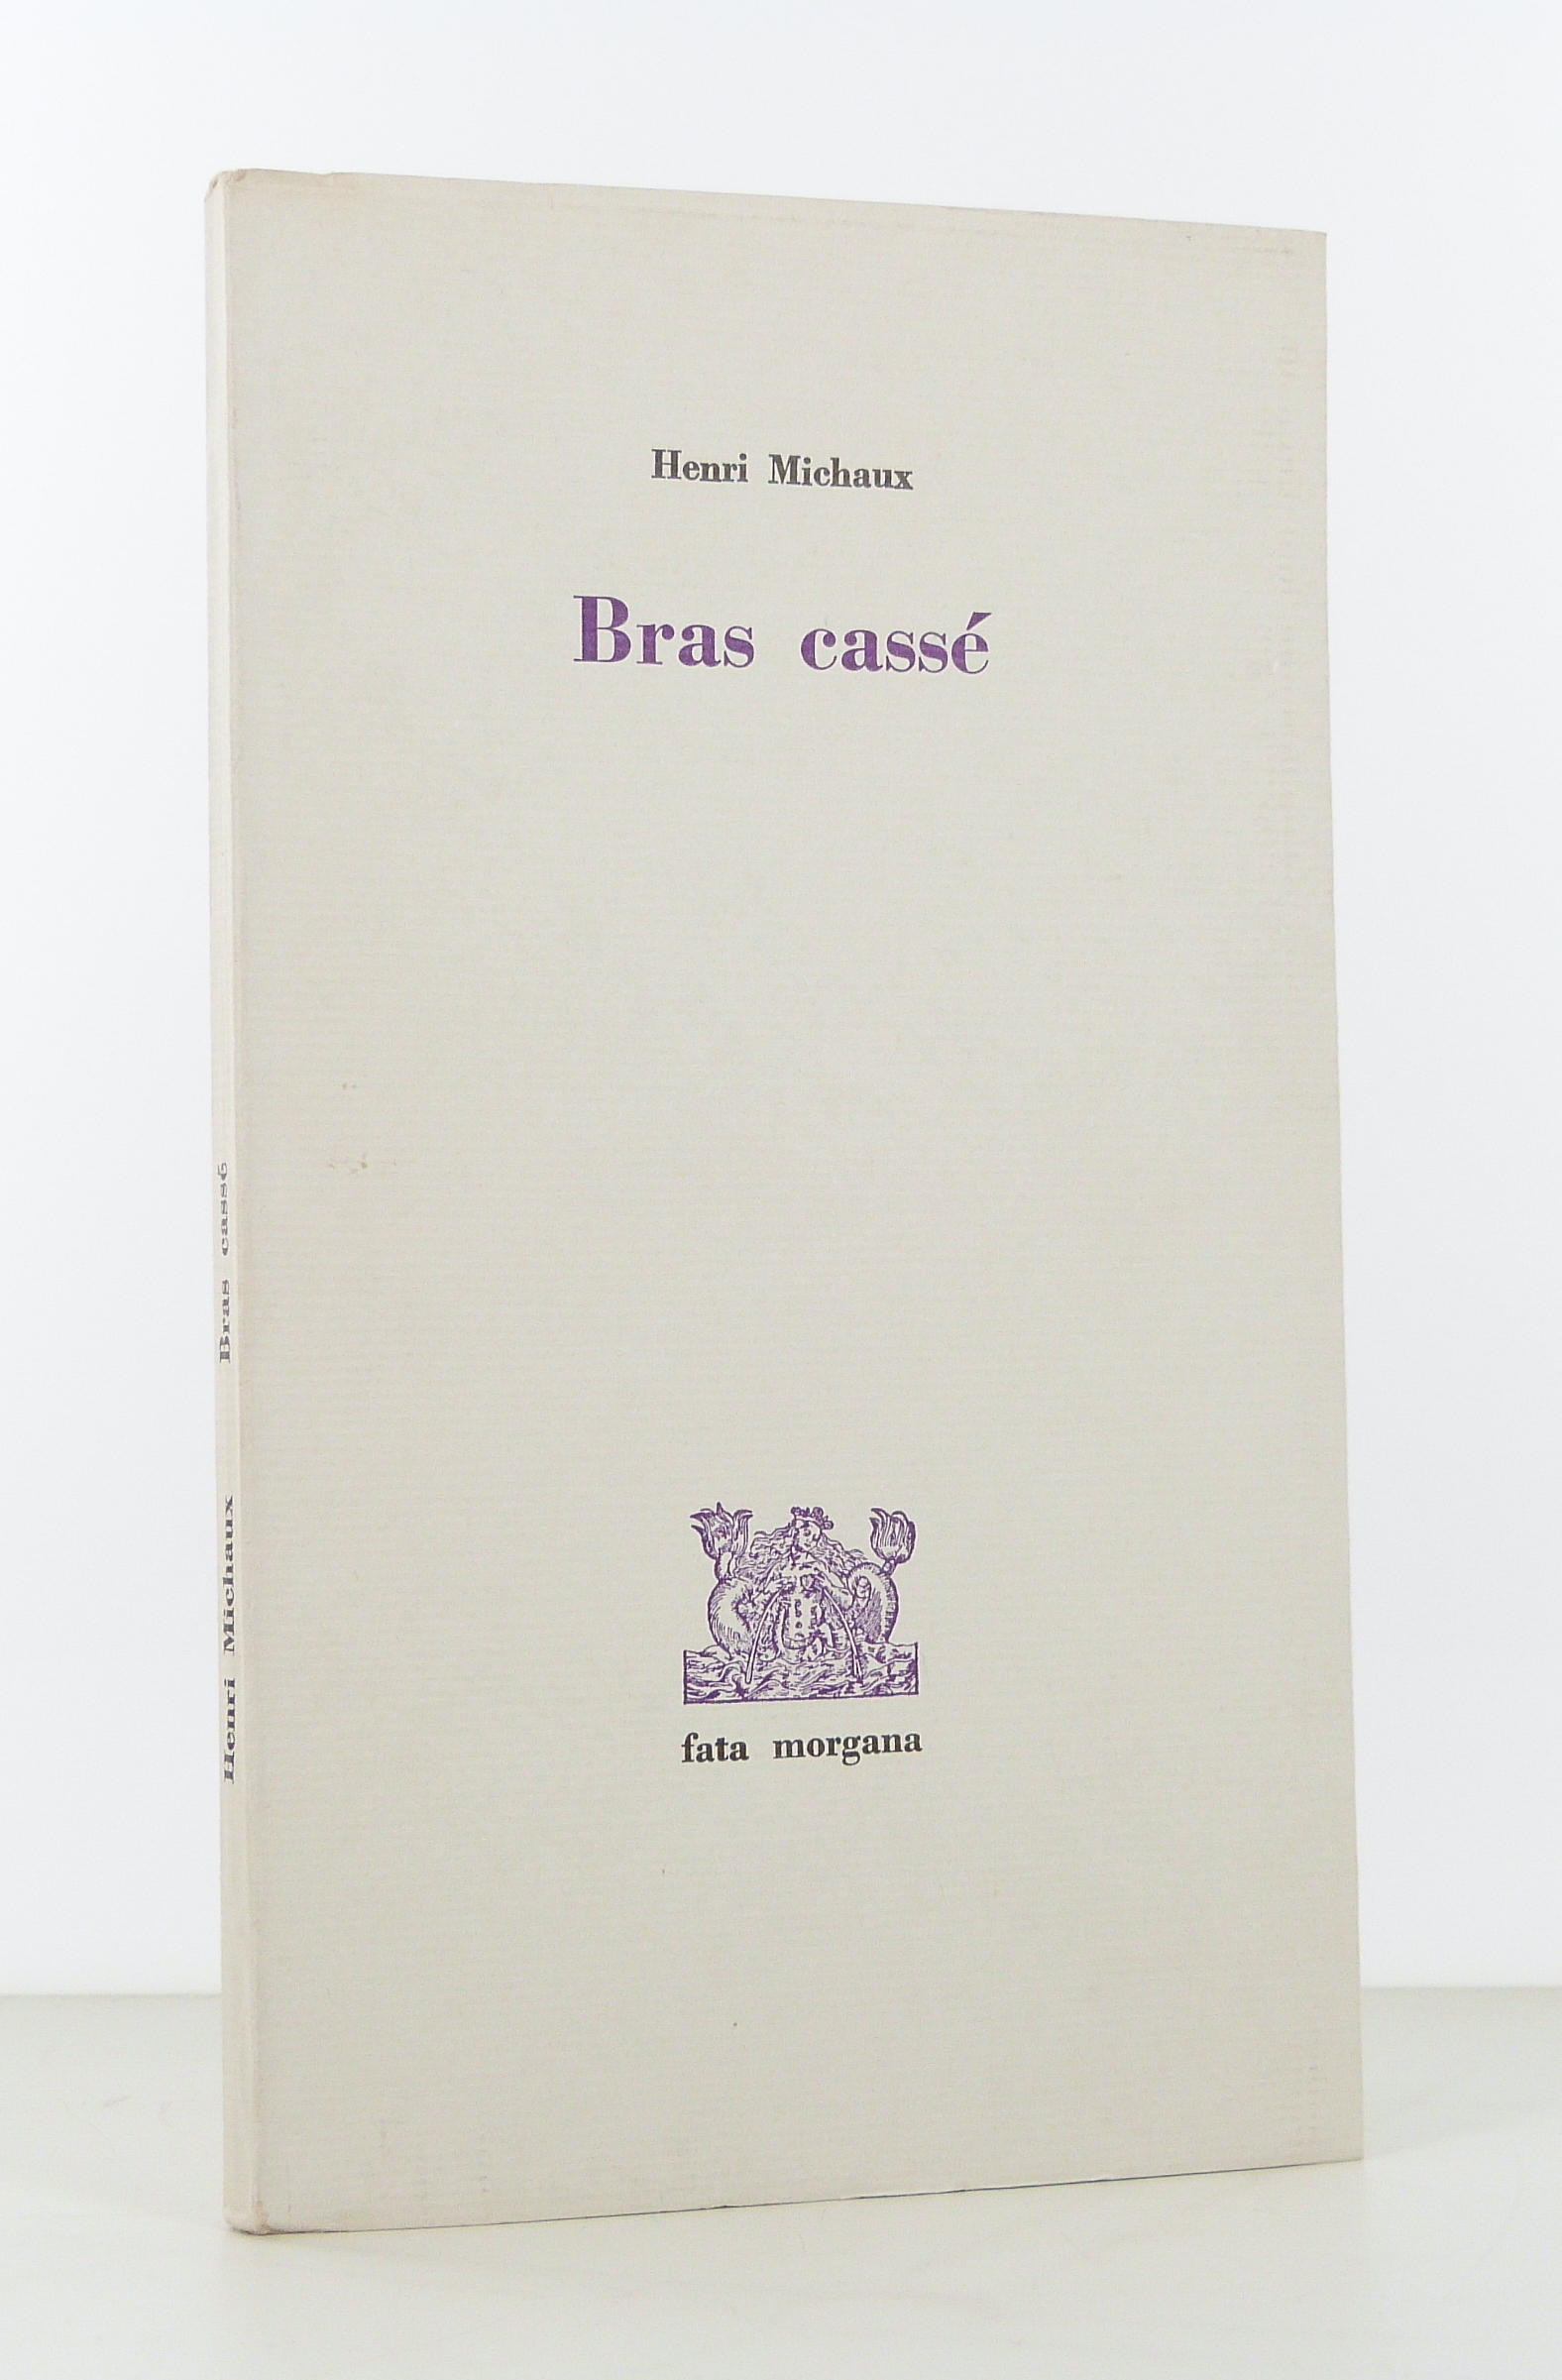 Henri Michaux
Bras cassé
fata morgana
Henri Michaux Bras cassé